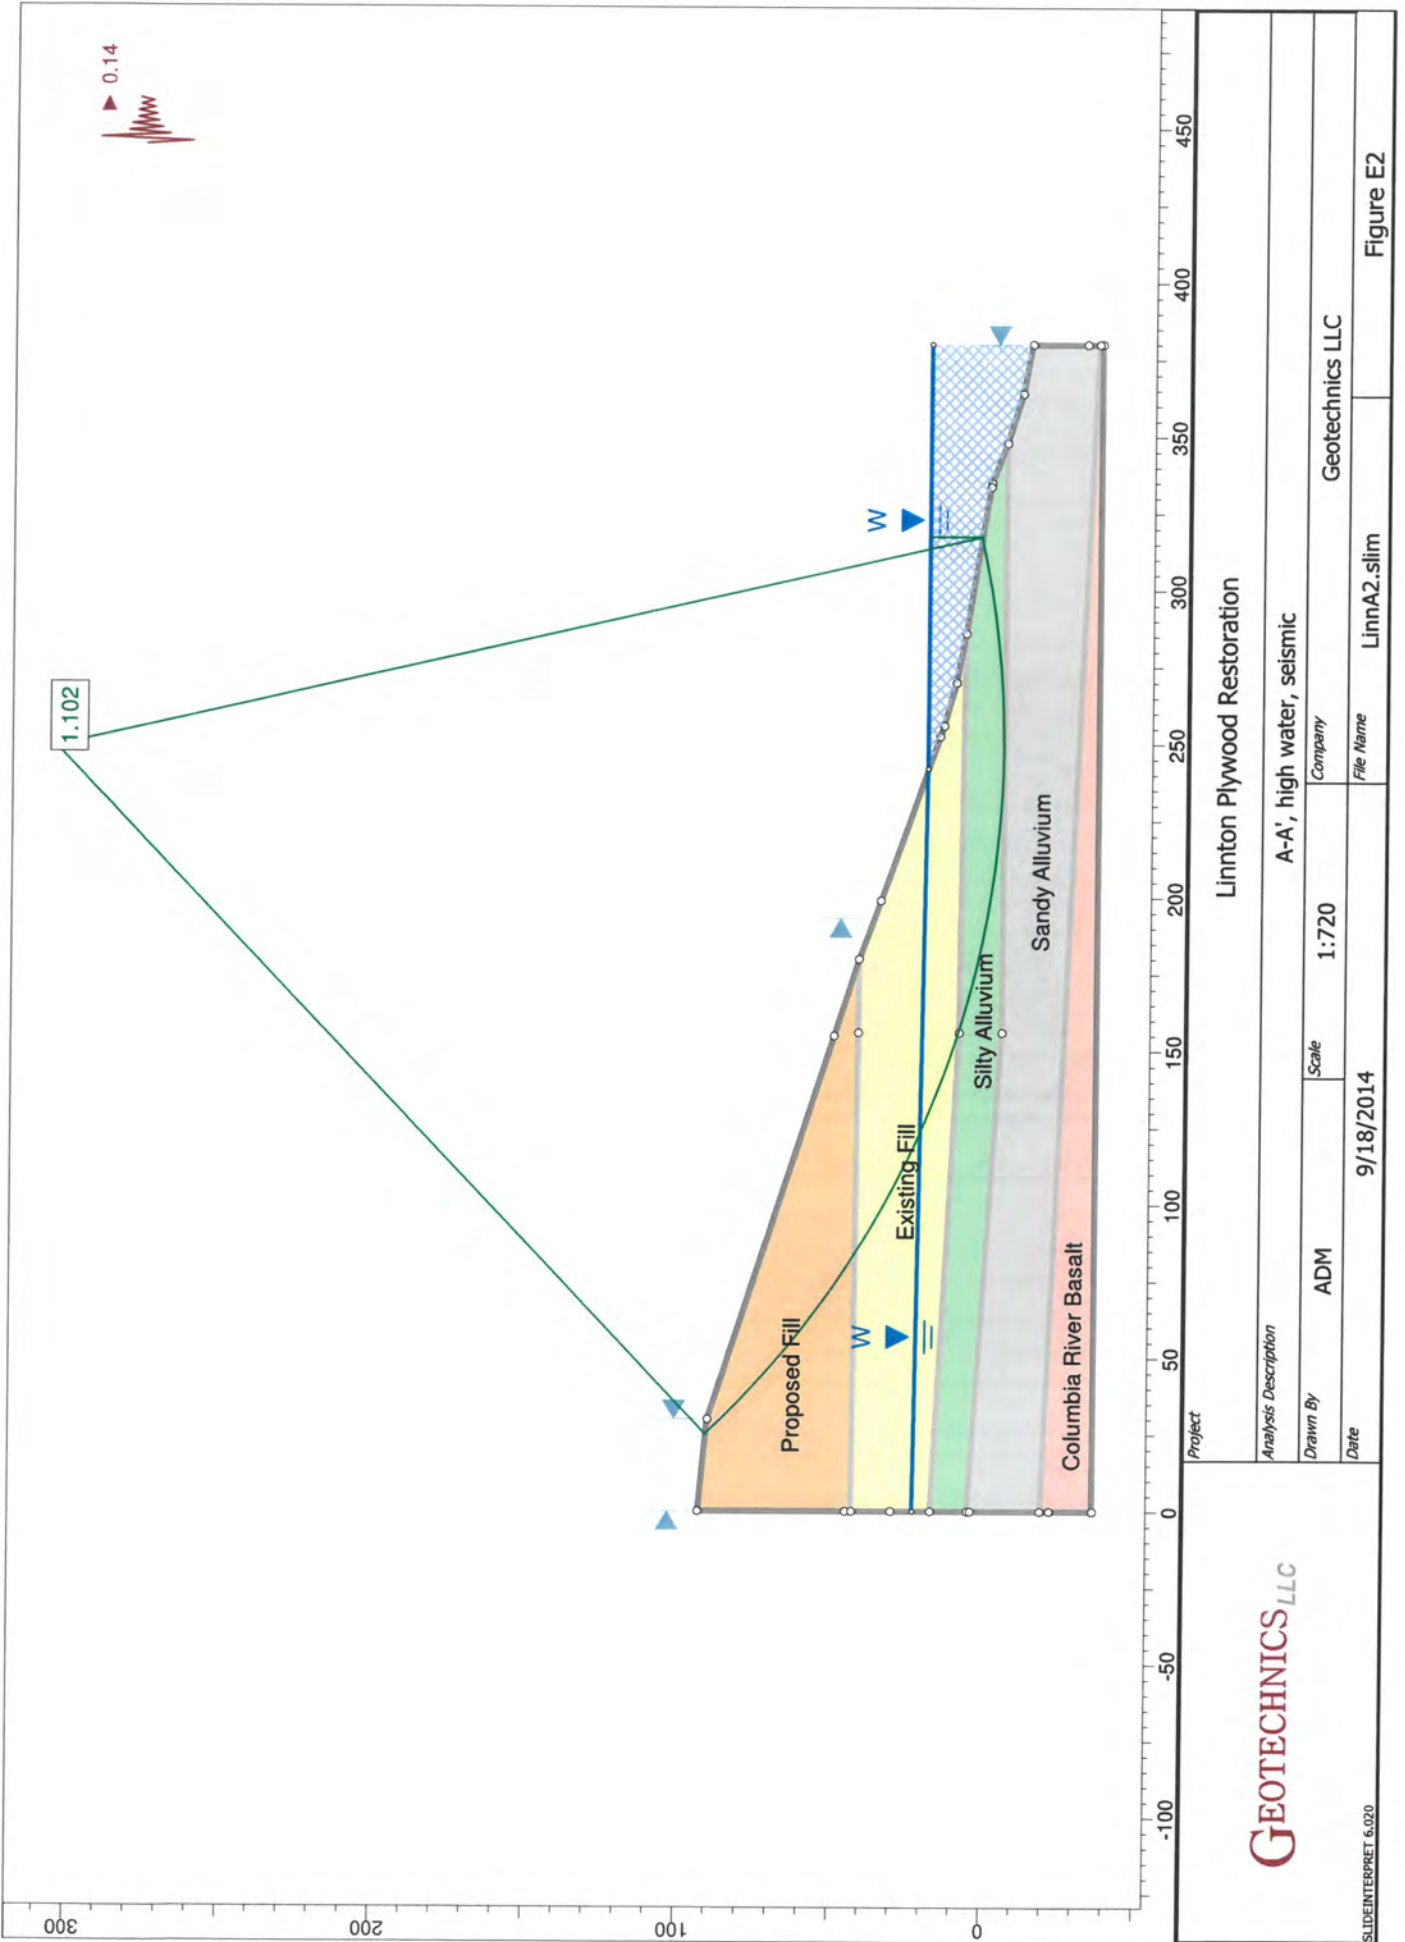 0.14
1.102
W
W
Proposed Fill
Existing Fill
Silty Alluvium
Sandy Alluvium
Columbia River Basalt
300
200
100
0
-100
-50
0
50
100
150
200
250
300
350
400
450
GEOTECHNICS LLC
SLIDEINTERPRET 6.020
Project
Linnton Plywood Restoration
Analysis Description
A-A', high water, seismic
Drawn By
ADM
Scale
1:720
Company
Geotechnics LLC
Date
9/18/2014
File Name
LinnA2.slim
Figure E2